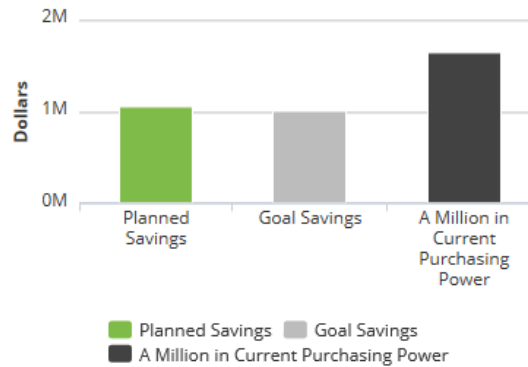 2M
1M
0M
Dollars
Planned
Savings
Goal Savings
A Million in
Current
Purchasing
Power
Planned Savings
Goal Savings
A Million in Current Purchasing Power